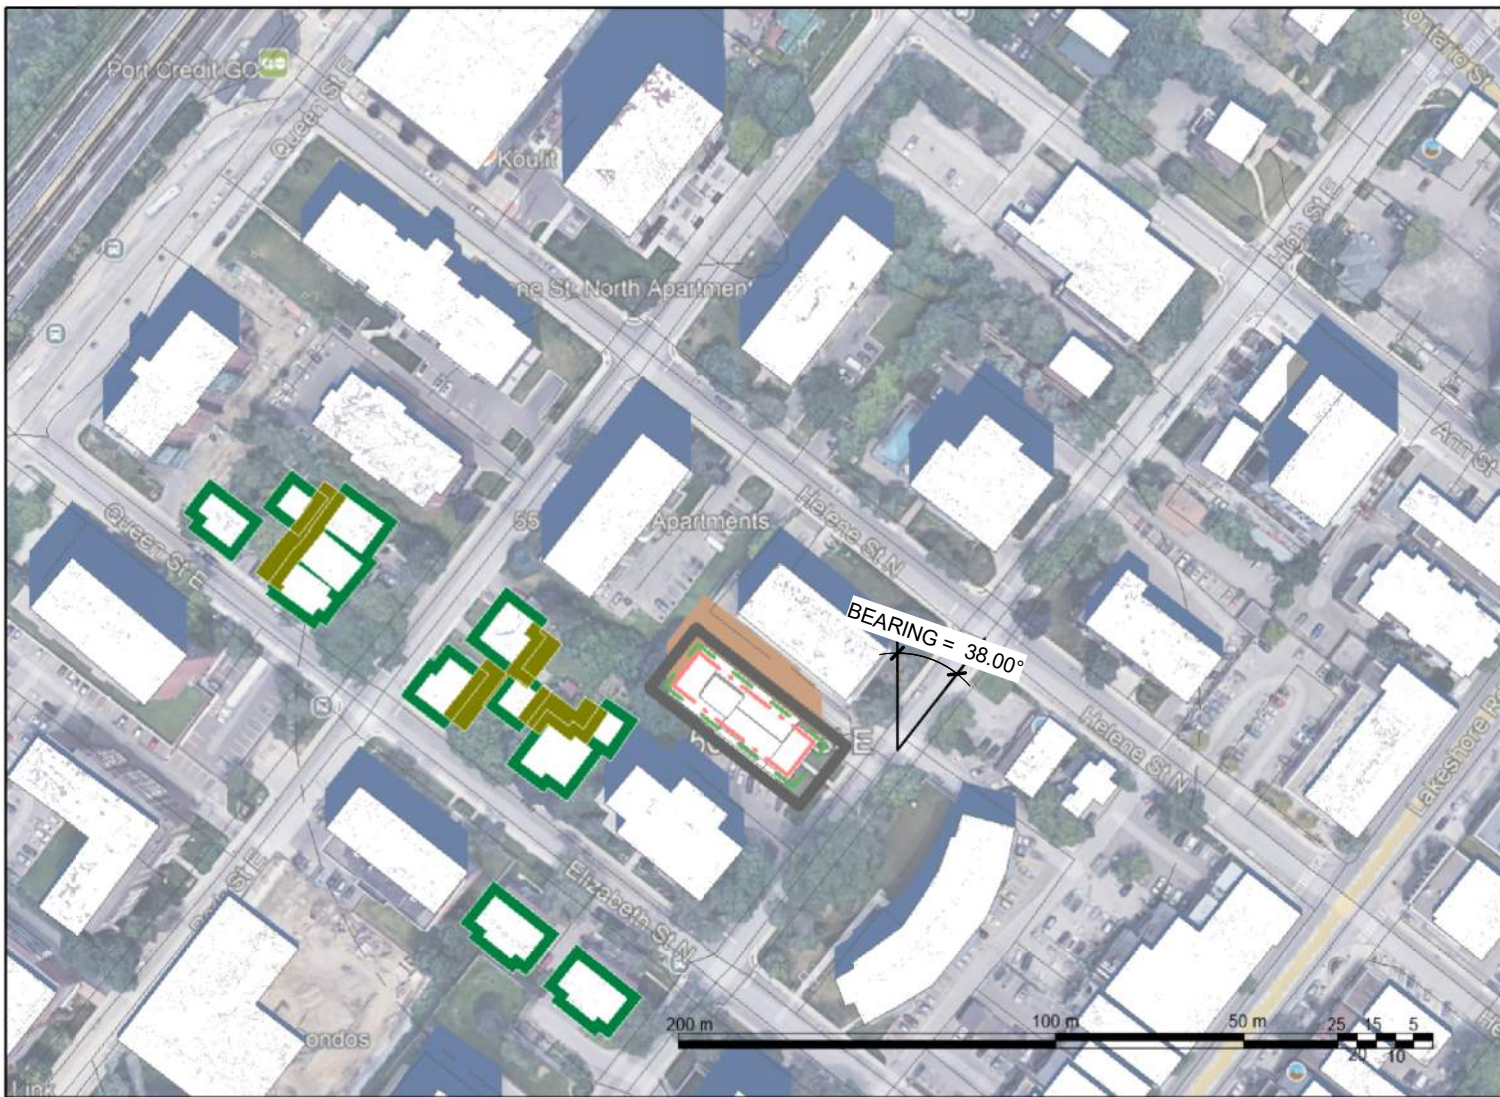 Port Credit GO
Queen St E
Koulit
ontario St
High St E
ne St. North Apartment
Ann St
Queen St E
55
Apartments
Helene St N
BEARING = 38.00°
E
Helene St N
Lakeshore R
Elizabeth St N
200 m
100 m
50 m
25
15
5
20
10
ondos
Link